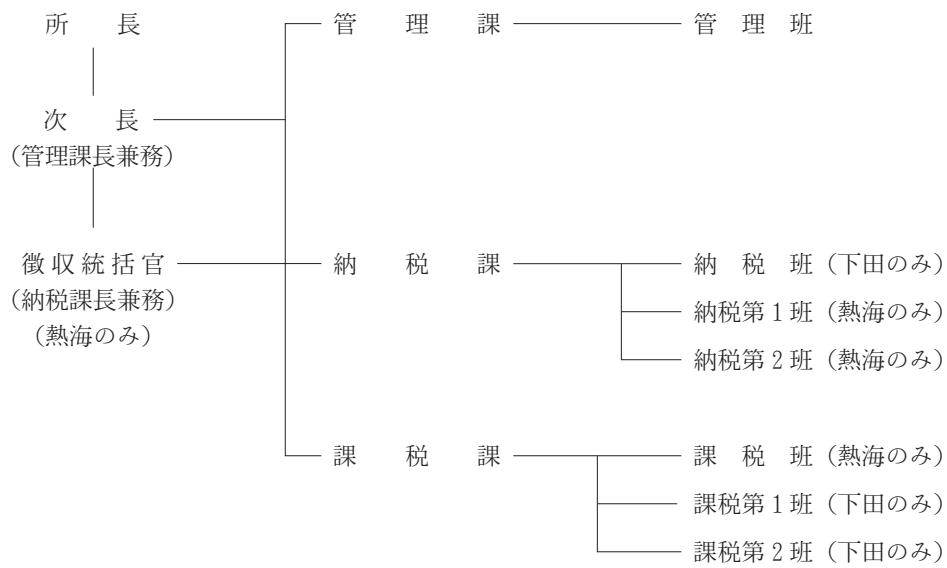 所長 管理課 管理班
次長
(管理課長兼務)
徴収統括官 納税課 納税班(下田のみ)
(納税課長兼務) 納税第1班(熱海のみ)
(熱海のみ) 納税第2班(熱海のみ)
課税課 課税班(熱海のみ)
課税第1班(下田のみ)
課税第2班(下田のみ)